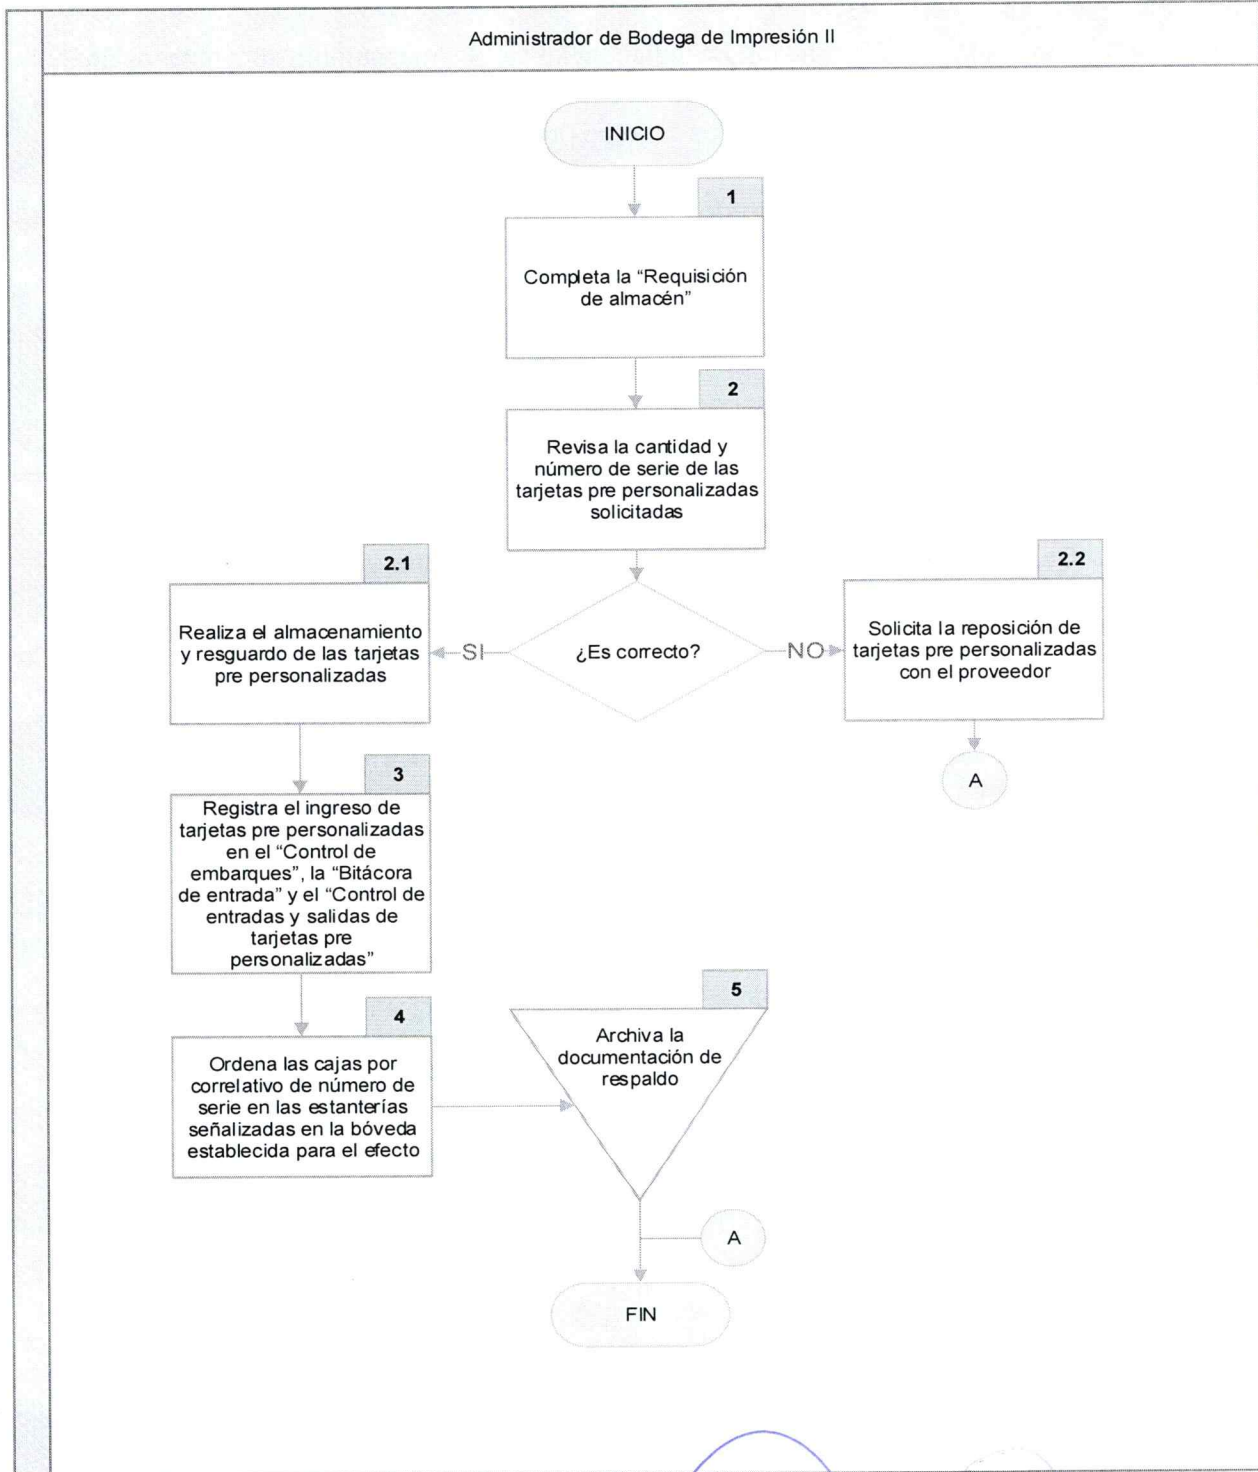 Administrador de Bodega de Impresión II
INICIO
1
Completa la “Requisición
de almacén”
2
Revisa la cantidad y
número de serie de las
tarjetas pre personalizadas
solicitadas
¿Es correcto?
SI
NO
2.1
Realiza el almacenamiento
y resguardo de las tarjetas
pre personalizadas
2.2
Solicita la reposición de
tarjetas pre personalizadas
con el proveedor
A
3
Registra el ingreso de
tarjetas pre personalizadas
en el “Control de
embarques”, la “Bitácora
de entrada” y el “Control de
entradas y salidas de
tarjetas pre
personalizadas”
4
Ordena las cajas por
correlativo de número de
serie en las estanterías
señalizadas en la bóveda
establecida para el efecto
5
Archiva la
documentación de
respaldo
A
FIN